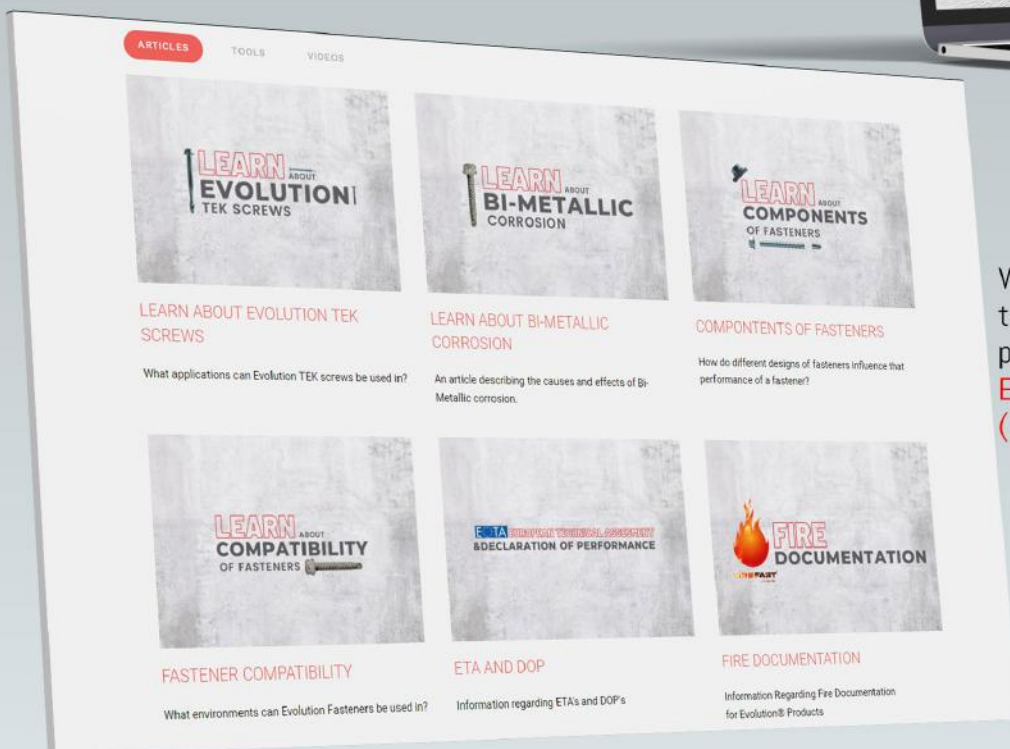 ARTICLES
TOOLS
VIDEOS
LEARN ABOUT
EVOLUTION
TEK SCREWS
LEARN ABOUT
BI-METALLIC
CORROSION
LEARN ABOUT
COMPONENTS
OF FASTENERS
LEARN ABOUT EVOLUTION TEK
SCREWS
What applications can Evolution TEK screws be used in?
LEARN ABOUT BI-METALLIC
CORROSION
An article describing the causes and effects of Bi-
Metallic corrosion.
COMPONTENTS OF FASTENERS
How do different designs of fasteners influence that
performance of a fastener?
LEARN ABOUT
COMPATIBILITY
OF FASTENERS
EOTA EUROPEAN TECHNICAL ASSESMENT
&DECLARATION OF PERFORMANCE
FIRE
DOCUMENTATION
FASTENER COMPATIBILITY
What environments can Evolution Fasteners be used in?
ETA AND DOP
Information regarding ETA's and DOP's
FIRE DOCUMENTATION
Information Regarding Fire Documentation
for Evolution® Products